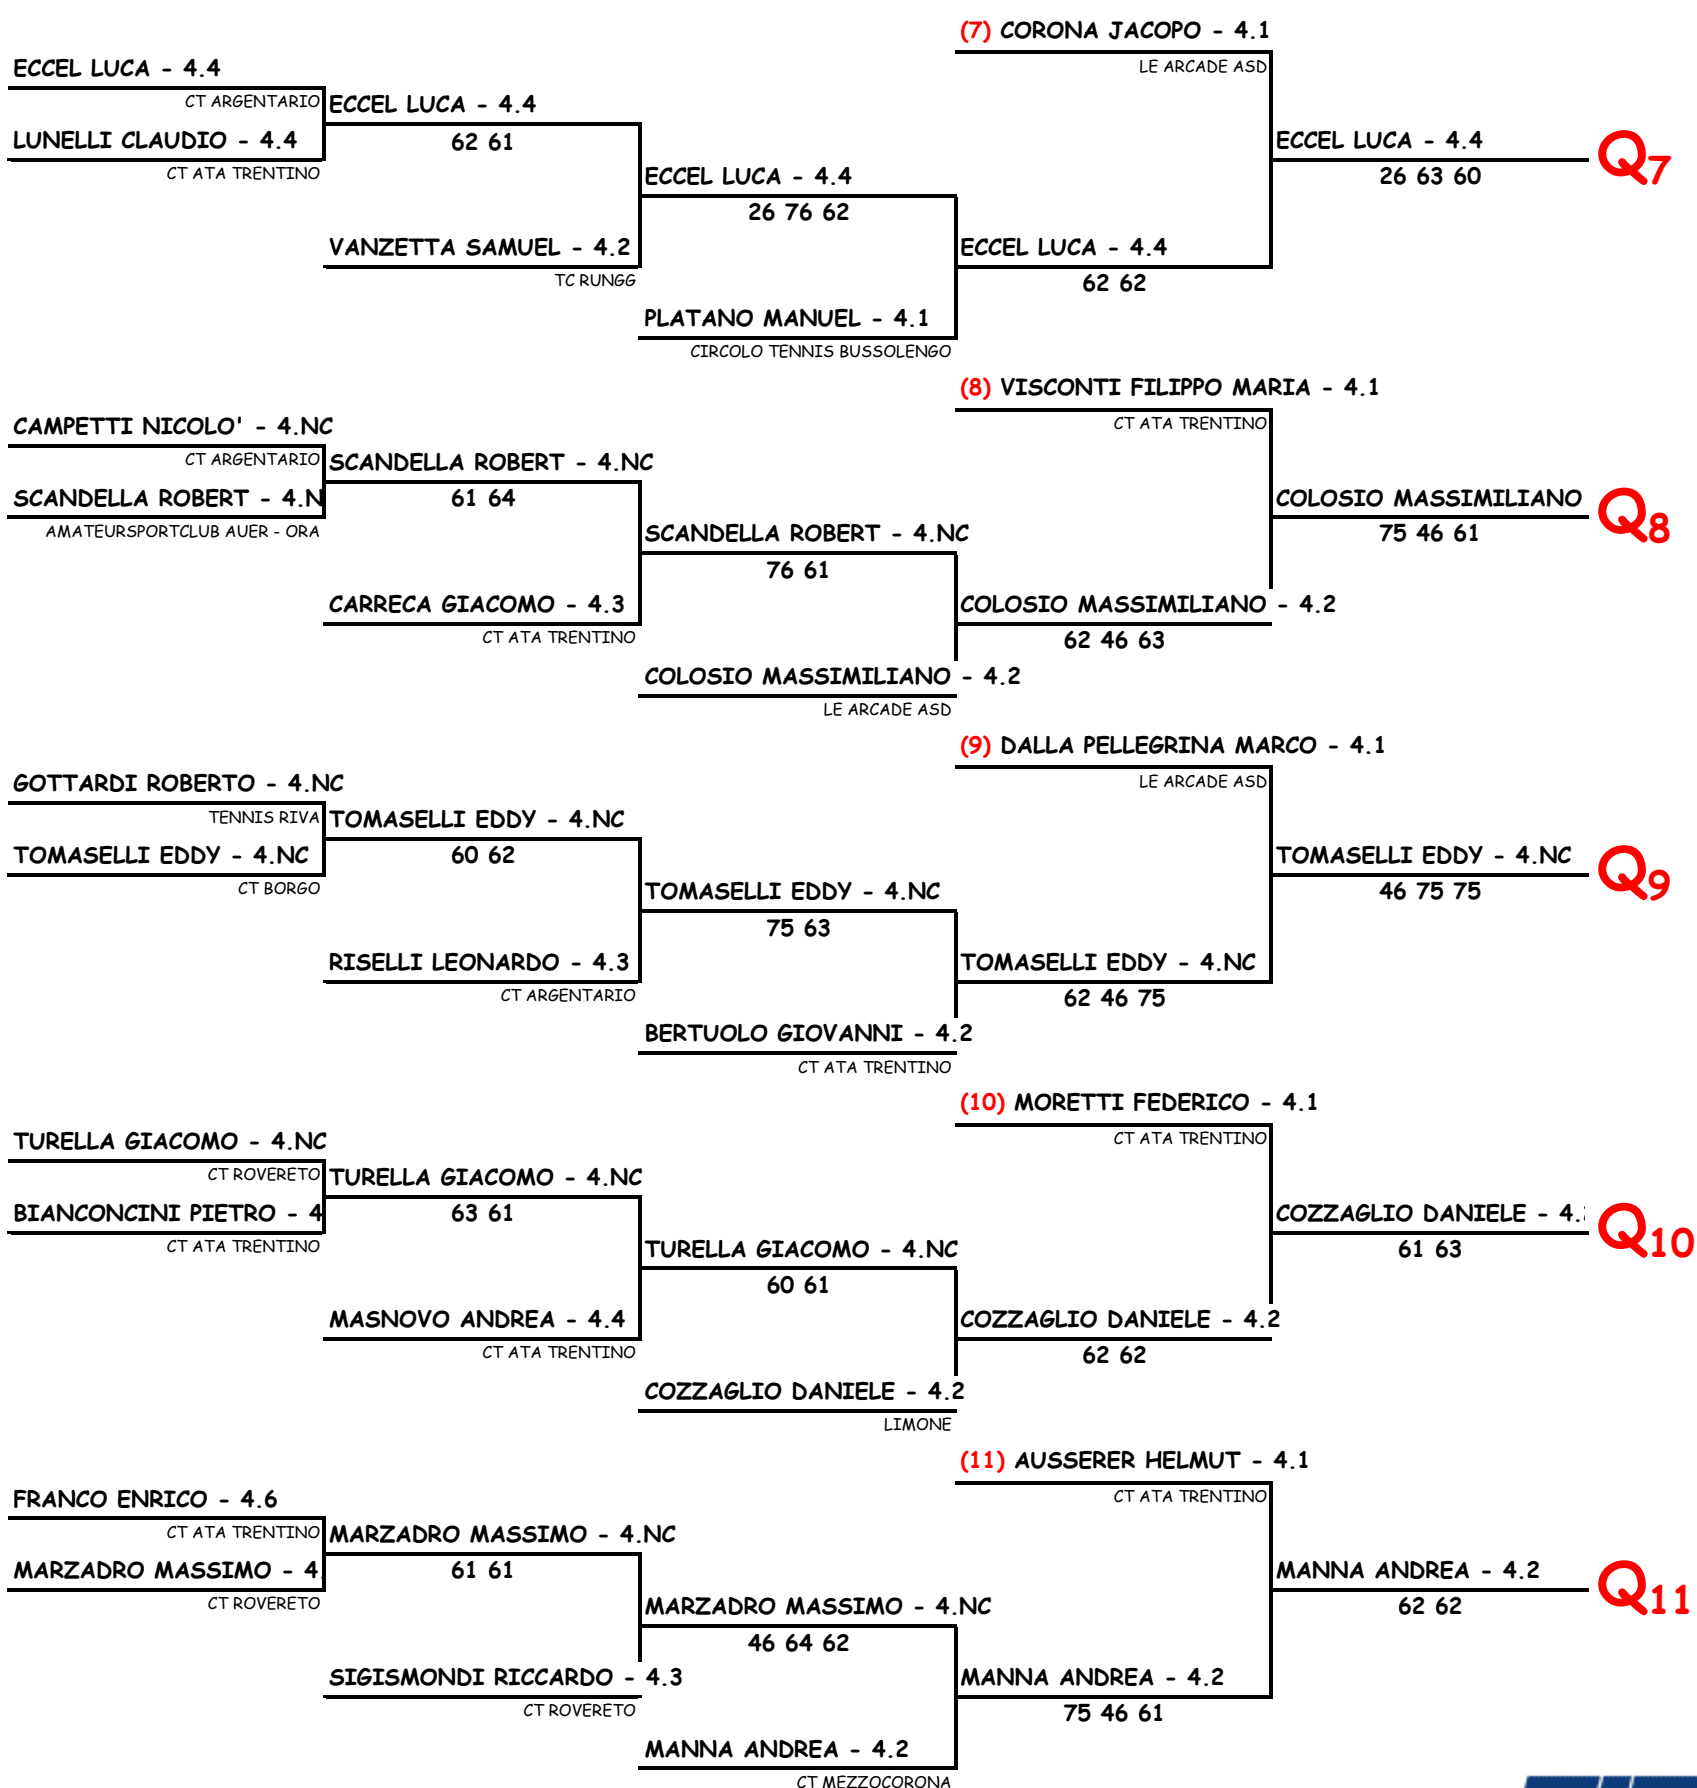 (7) CORONA JACOPO - 4.1
LE ARCADE ASD
ECCEL LUCA - 4.4
CT ARGENTARIO
ECCEL LUCA - 4.4
62 61
LUNELLI CLAUDIO - 4.4
CT ATA TRENTINO
ECCEL LUCA - 4.4
26 63 60
Q7
ECCEL LUCA - 4.4
26 76 62
VANZETTA SAMUEL - 4.2
TC RUNGG
ECCEL LUCA - 4.4
62 62
PLATANO MANUEL - 4.1
CIRCOLO TENNIS BUSSOLENGO
(8) VISCONTI FILIPPO MARIA - 4.1
CT ATA TRENTINO
CAMPETTI NICOLO' - 4.NC
CT ARGENTARIO
SCANDELLA ROBERT - 4.NC
61 64
SCANDELLA ROBERT - 4.N
AMATEURSPORTCLUB AUER - ORA
COLOSIO MASSIMILIANO
75 46 61
Q8
SCANDELLA ROBERT - 4.NC
76 61
CARRECA GIACOMO - 4.3
CT ATA TRENTINO
COLOSIO MASSIMILIANO - 4.2
62 46 63
COLOSIO MASSIMILIANO - 4.2
LE ARCADE ASD
(9) DALLA PELLEGRINA MARCO - 4.1
LE ARCADE ASD
GOTTARDI ROBERTO - 4.NC
TENNIS RIVA
TOMASELLI EDDY - 4.NC
60 62
TOMASELLI EDDY - 4.NC
CT BORGO
TOMASELLI EDDY - 4.NC
46 75 75
Q9
TOMASELLI EDDY - 4.NC
75 63
RISELLI LEONARDO - 4.3
CT ARGENTARIO
TOMASELLI EDDY - 4.NC
62 46 75
BERTUOLO GIOVANNI - 4.2
CT ATA TRENTINO
(10) MORETTI FEDERICO - 4.1
CT ATA TRENTINO
TURELLA GIACOMO - 4.NC
CT ROVERETO
TURELLA GIACOMO - 4.NC
63 61
BIANCONCINI PIETRO - 4
CT ATA TRENTINO
COZZAGLIO DANIELE - 4.
61 63
Q10
TURELLA GIACOMO - 4.NC
60 61
MASNOVO ANDREA - 4.4
CT ATA TRENTINO
COZZAGLIO DANIELE - 4.2
62 62
COZZAGLIO DANIELE - 4.2
LIMONE
(11) AUSSERER HELMUT - 4.1
CT ATA TRENTINO
FRANCO ENRICO - 4.6
CT ATA TRENTINO
MARZADRO MASSIMO - 4.NC
61 61
MARZADRO MASSIMO - 4.
CT ROVERETO
MANNA ANDREA - 4.2
62 62
Q11
MARZADRO MASSIMO - 4.NC
46 64 62
SIGISMONDI RICCARDO - 4.3
CT ROVERETO
MANNA ANDREA - 4.2
75 46 61
MANNA ANDREA - 4.2
CT MEZZOCORONA